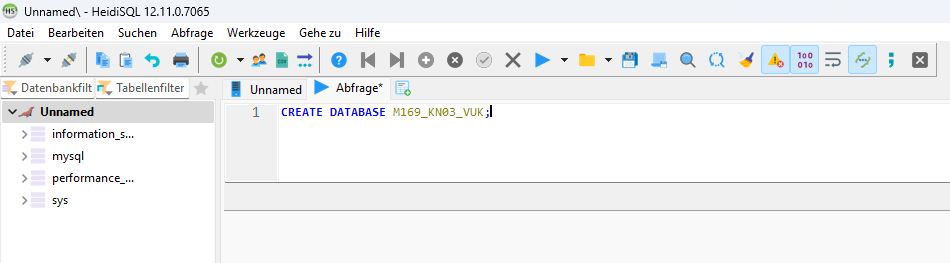 Unnamed\ - HeidiSQL 12.11.0.7065
Datei Bearbeiten Suchen Abfrage Werkzeuge Gehe zu Hilfe
Datenbankfilt Tabellenfilter Unnamed Abfrage*
Unnamed 1 CREATE DATABASE M169_KN03_VUK;
information_s...
mysql
performance_...
sys